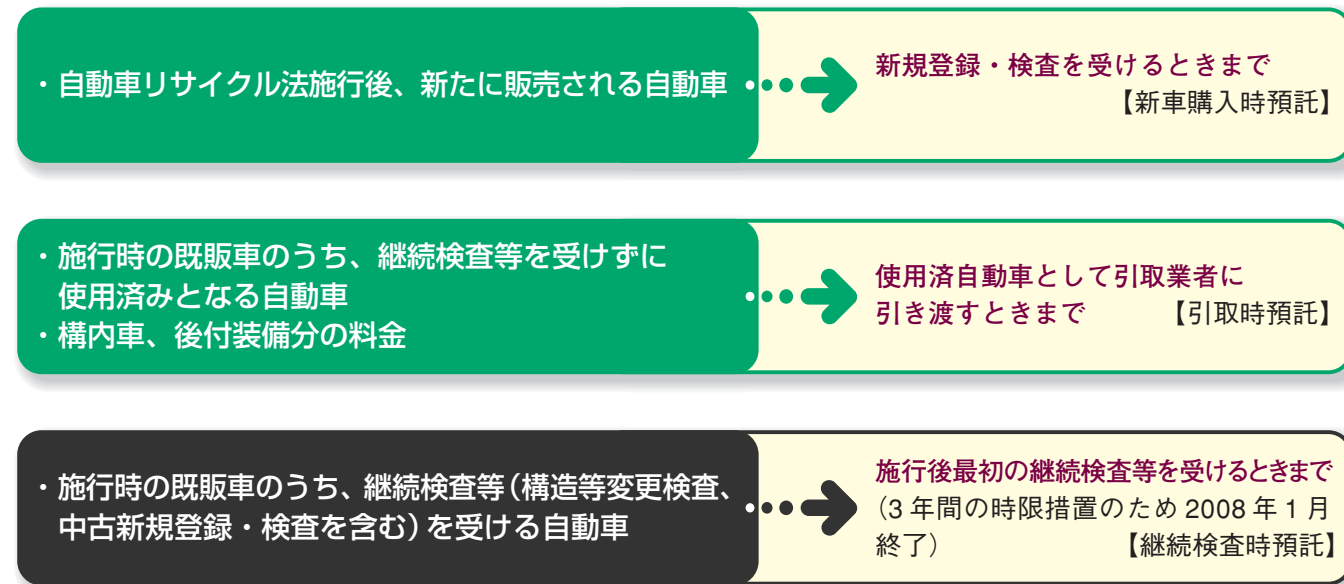 ・自動車リサイクル法施行後、新たに販売される自動車
新規登録・検査を受けるときまで
【新車購入時預託】
・施行時の既販車のうち、継続検査等を受けずに
使用済みとなる自動車
・構内車、後付装備分の料金
使用済自動車として引取業者に
引き渡すときまで 【引取時預託】
・施行時の既販車のうち、継続検査等(構造等変更検査、
中古新規登録・検査を含む)を受ける自動車
施行後最初の継続検査等を受けるときまで
(3年間の時限措置のため2008年1月
終了) 【継続検査時預託】